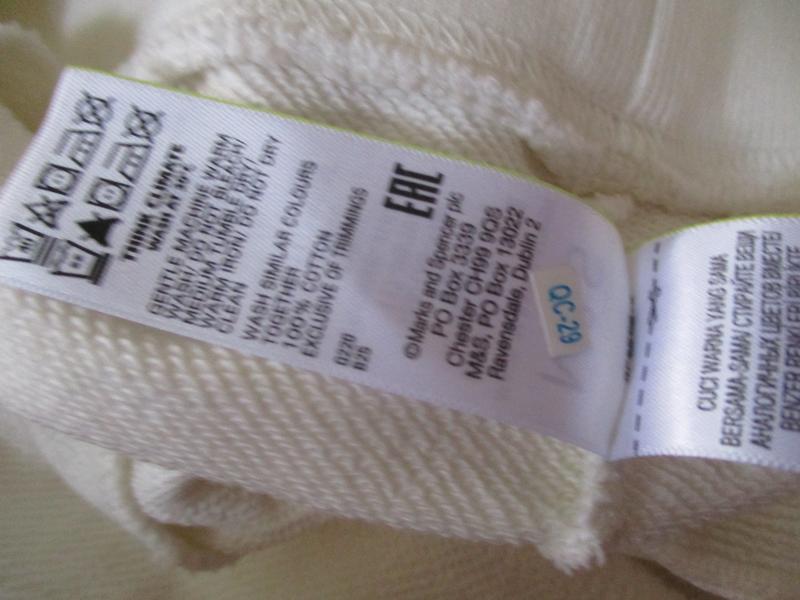 THINK CLIMATE
WASH AT 30°C
GENTLE MACHINE WARM
WASH/ DO NOT BLEACH/
MEDIUM TUMBLE DRY/
WARM IRON/ DO NOT DRY
CLEAN
WASH SIMILAR COLOURS
TOGETHER
100% COTTON
EXCLUSIVE OF TRIMMINGS
EAC
©Marks and Spencer plc
PO Box 3339
Chester CH99 9QS
M&S, PO Box 13022
Ravensdale, Dublin 2
QC-29
CUCI WARNA YANG SAMA
BERSAMA-SAMA/ СТИРАЙТЕ ВЕЩИ
АНАЛОГИЧНЫХ ЦВЕТОВ ВМЕСТЕ/